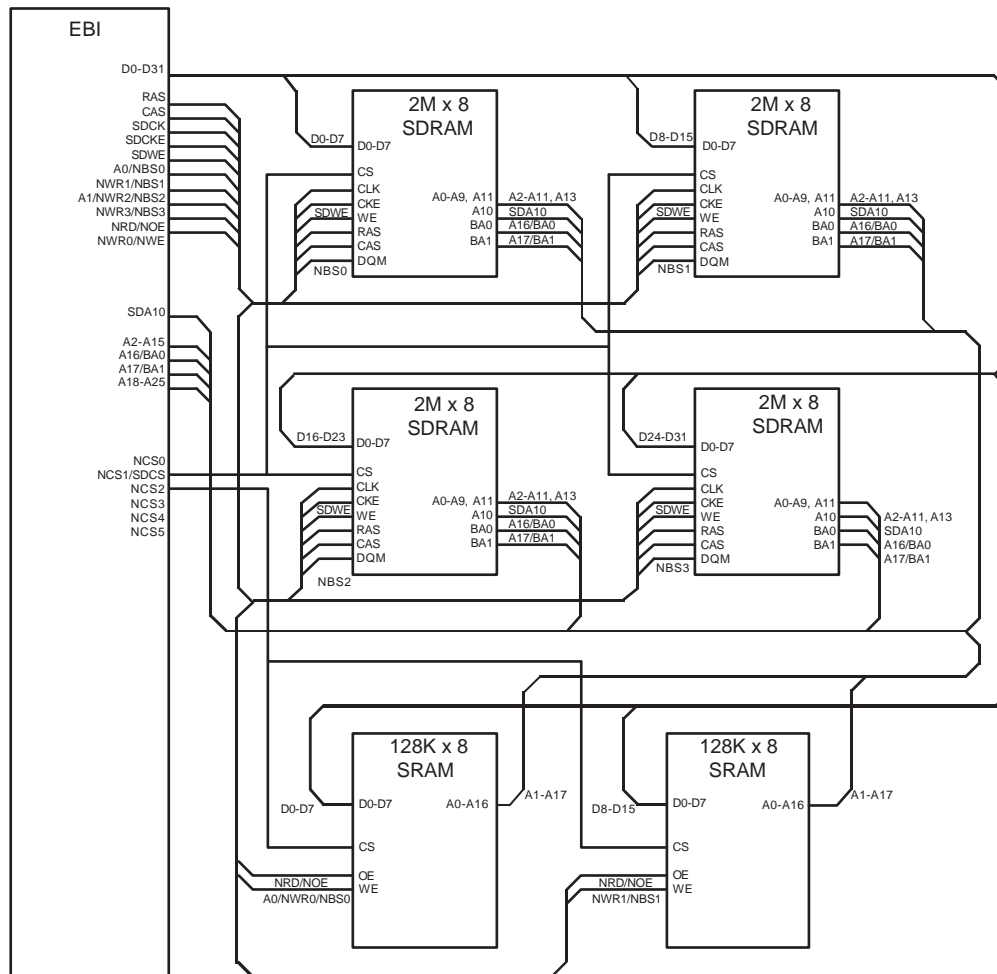 EBI
D0-D31
RAS
CAS
SDCK
SDCKE
SDWE
A0/NBS0
NWR1/NBS1
A1/NWR2/NBS2
NWR3/NBS3
NRD/NOE
NWR0/NWE
SDA10
A2-A15
A16/BA0
A17/BA1
A18-A25
NCS0
NCS1/SDCS
NCS2
NCS3
NCS4
NCS5
2M x 8
SDRAM
D0-D7
D0-D7
CS
CLK
CKE
SDWE
WE
RAS
CAS
DQM
NBS0
A0-A9, A11
A10
BA0
BA1
A2-A11, A13
SDA10
A16/BA0
A17/BA1
2M x 8
SDRAM
D8-D15
D0-D7
CS
CLK
CKE
SDWE
WE
RAS
CAS
DQM
NBS1
A0-A9, A11
A10
BA0
BA1
A2-A11, A13
SDA10
A16/BA0
A17/BA1
2M x 8
SDRAM
D16-D23
D0-D7
CS
CLK
CKE
SDWE
WE
RAS
CAS
DQM
NBS2
A0-A9, A11
A10
BA0
BA1
A2-A11, A13
SDA10
A16/BA0
A17/BA1
2M x 8
SDRAM
D24-D31
D0-D7
CS
CLK
CKE
SDWE
WE
RAS
CAS
DQM
NBS3
A0-A9, A11
A10
BA0
BA1
A2-A11, A13
SDA10
A16/BA0
A17/BA1
128K x 8
SRAM
D0-D7
D0-D7
A0-A16
A1-A17
CS
OE
NRD/NOE
WE
A0/NWR0/NBS0
128K x 8
SRAM
D8-D15
D0-D7
A0-A16
A1-A17
CS
OE
NRD/NOE
WE
NWR1/NBS1